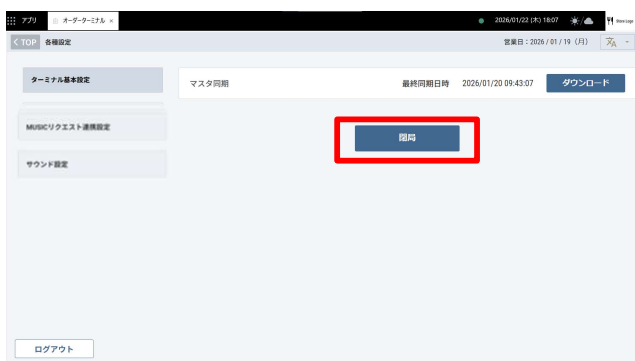 アプリ オーダーターミナル × 2026/01/22 (木) 18:07 Store Logo
< TOP 各種設定 営業日：2026 / 01 / 19（月） 文A
ターミナル基本設定
マスタ同期 最終同期日時 2026/01/20 09:43:07 ダウンロード
MUSICリクエスト連携設定
閉局
サウンド設定
ログアウト